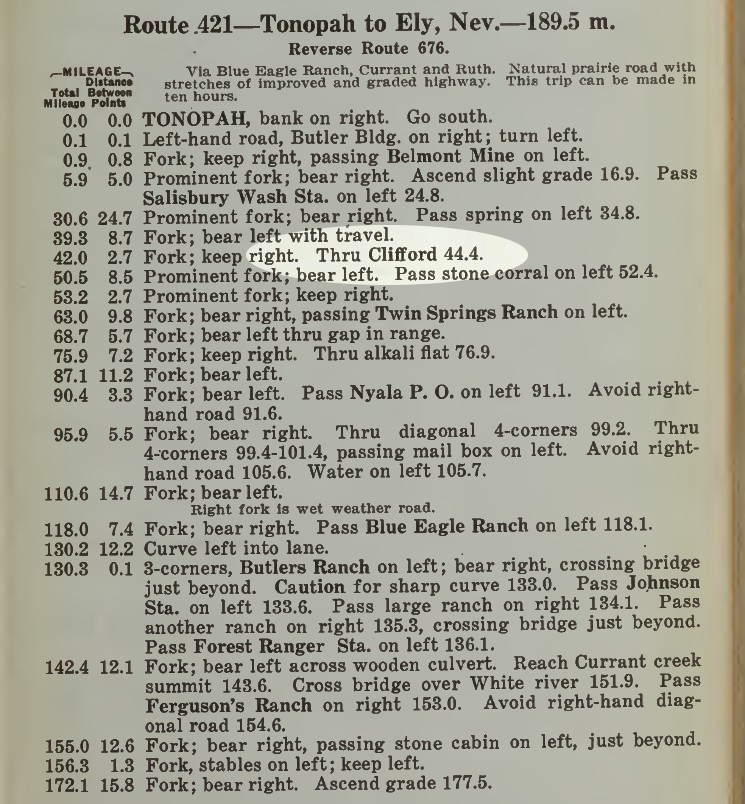 Route 421—Tonopah to Ely, Nev.—189.5 m.
Reverse Route 676.
—MILEAGE— Via Blue Eagle Ranch, Currant and Ruth. Natural prairie road with
Distance stretches of improved and graded highway. This trip can be made in
Total Between ten hours.
Mileage Points
0.0 0.0 TONOPAH, bank on right. Go south.
0.1 0.1 Left-hand road, Butler Bldg. on right; turn left.
0.9 0.8 Fork; keep right, passing Belmont Mine on left.
5.9 5.0 Prominent fork; bear right. Ascend slight grade 16.9. Pass
Salisbury Wash Sta. on left 24.8.
30.6 24.7 Prominent fork; bear right. Pass spring on left 34.8.
39.3 8.7 Fork; bear left with travel.
42.0 2.7 Fork; keep right. Thru Clifford 44.4.
50.5 8.5 Prominent fork; bear left. Pass stone corral on left 52.4.
53.2 2.7 Prominent fork; keep right.
63.0 9.8 Fork; bear right, passing Twin Springs Ranch on left.
68.7 5.7 Fork; bear left thru gap in range.
75.9 7.2 Fork; keep right. Thru alkali flat 76.9.
87.1 11.2 Fork; bear left.
90.4 3.3 Fork; bear left. Pass Nyala P. O. on left 91.1. Avoid right-
hand road 91.6.
95.9 5.5 Fork; bear right. Thru diagonal 4-corners 99.2. Thru
4-corners 99.4-101.4, passing mail box on left. Avoid right-
hand road 105.6. Water on left 105.7.
110.6 14.7 Fork; bear left.
Right fork is wet weather road.
118.0 7.4 Fork; bear right. Pass Blue Eagle Ranch on left 118.1.
130.2 12.2 Curve left into lane.
130.3 0.1 3-corners, Butlers Ranch on left; bear right, crossing bridge
just beyond. Caution for sharp curve 133.0. Pass Johnson
Sta. on left 133.6. Pass large ranch on right 134.1. Pass
another ranch on right 135.3, crossing bridge just beyond.
Pass Forest Ranger Sta. on left 136.1.
142.4 12.1 Fork; bear left across wooden culvert. Reach Currant creek
summit 143.6. Cross bridge over White river 151.9. Pass
Ferguson's Ranch on right 153.0. Avoid right-hand diag-
onal road 154.6.
155.0 12.6 Fork; bear right, passing stone cabin on left, just beyond.
156.3 1.3 Fork, stables on left; keep left.
172.1 15.8 Fork; bear right. Ascend grade 177.5.